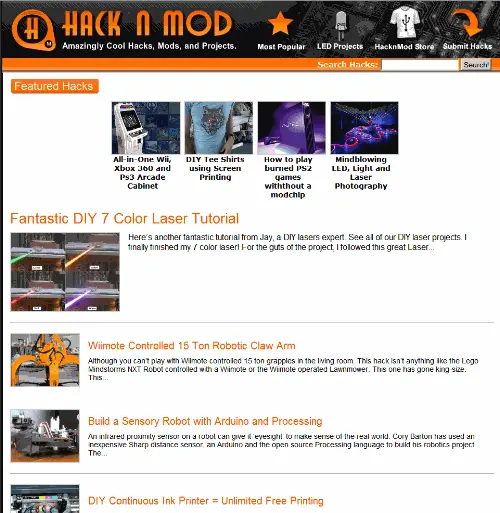 HACK N MOD
Amazingly Cool Hacks, Mods, and Projects.
Most Popular
LED Projects
HacknMod Store
Submit Hacks
Search Hacks:
Search!
Featured Hacks
All-in-One Wii,
Xbox 360 and
Ps3 Arcade
Cabinet
DIY Tee Shirts
using Screen
Printing
How to play
burned PS2
games
withthout a
modchip
Mindblowing
LED, Light and
Laser
Photography
Fantastic DIY 7 Color Laser Tutorial
Here's another fantastic tutorial from Jay, a DIY lasers expert. See all of our DIY laser projects. I
finally finished my 7 color laser! For the guts of the project, I followed this great Laser...
Wiimote Controlled 15 Ton Robotic Claw Arm
Although you can't play with Wiimote controlled 15 ton grapples in the living room. This hack isn't anything like the Lego
Mindstorms NXT Robot controlled with a Wiimote or the Wiimote operated Lawnmower. This one has gone king-size.
This...
Build a Sensory Robot with Arduino and Processing
An infrared proximity sensor on a robot can give it 'eyesight' to make sense of the real world. Cory Barton has used an
inexpensive Sharp distance sensor, an Arduino and the open source Processing language to build his robotics project
The...
DIY Continuous Ink Printer = Unlimited Free Printing